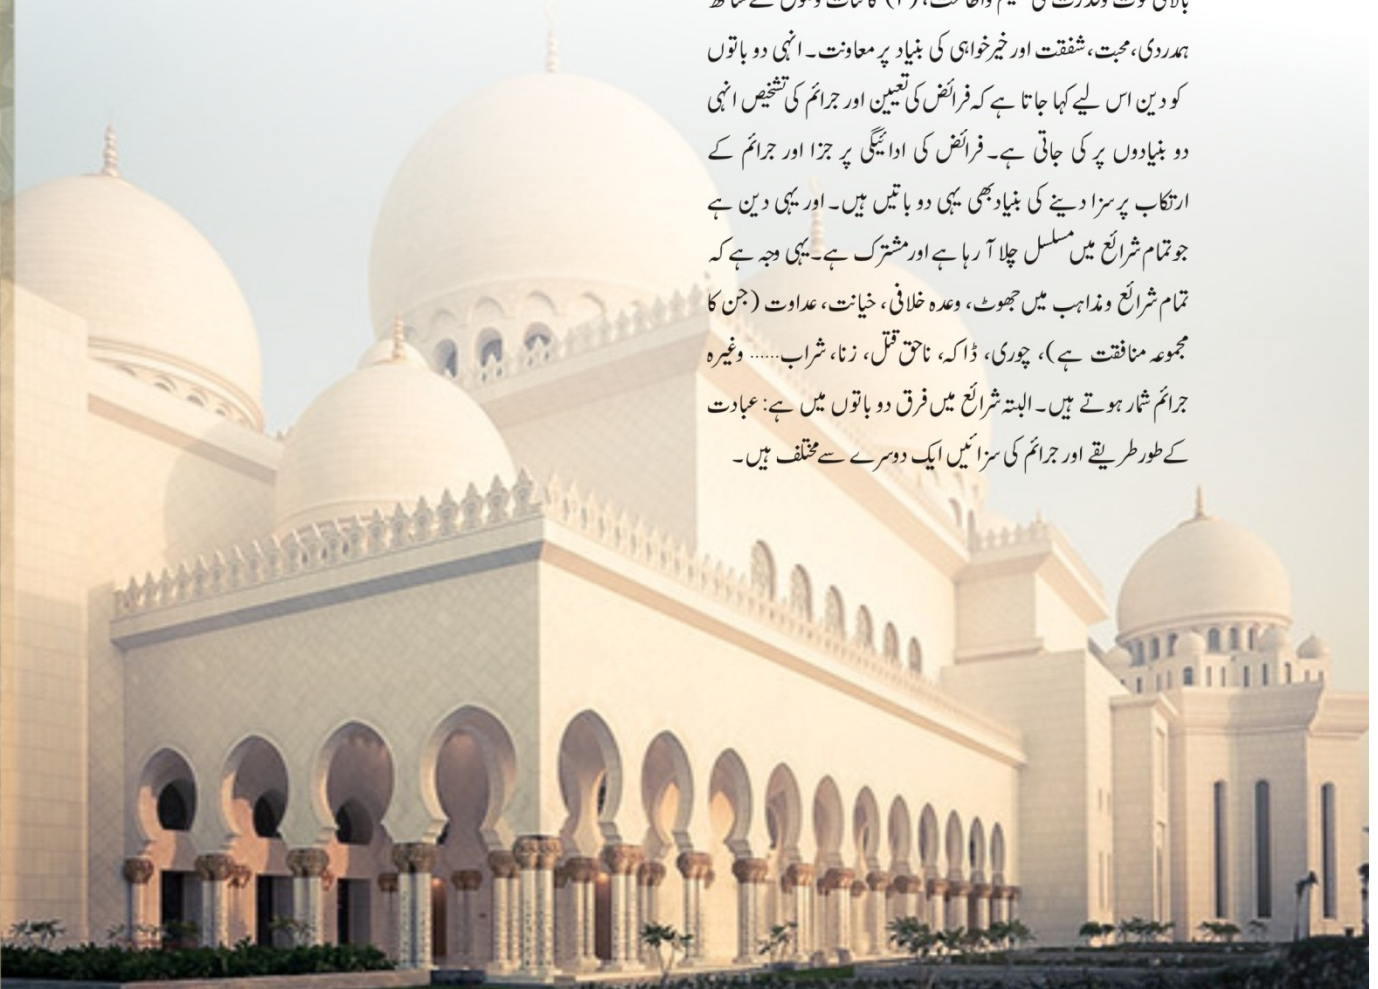 ہمدردی، محبت، شفقت اور خیرخواہی کی بنیاد پر معاونت۔ انہی دو باتوں
کو دین اس لیے کہا جاتا ہے کہ فرائض کی تعیین اور جرائم کی تشخیص انہی
دو بنیادوں پر کی جاتی ہے۔ فرائض کی ادائیگی پر جزا اور جرائم کے
ارتکاب پر سزا دینے کی بنیاد بھی یہی دو باتیں ہیں۔ اور یہی دین ہے
جو تمام شرائع میں مسلسل چلا آ رہا ہے اور مشترک ہے۔ یہی وجہ ہے کہ
تمام شرائع و مذاہب میں جھوٹ، وعدہ خلافی، خیانت، عداوت (جن کا
مجموعہ منافقت ہے)، چوری، ڈاکہ، ناحق قتل، زنا، شراب...... وغیرہ
جرائم شمار ہوتے ہیں۔ البتہ شرائع میں فرق دو باتوں میں ہے: عبادت
کے طور طریقے اور جرائم کی سزائیں ایک دوسرے سے مختلف ہیں۔